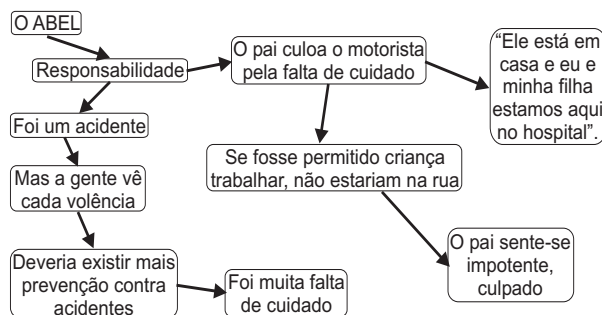 O ABEL
Responsabilidade
O pai culoa o motorista
pela falta de cuidado
“Ele está em
casa e eu e
minha filha
estamos aqui
no hospital”.
Foi um acidente
Se fosse permitido criança
trabalhar, não estariam na rua
Mas a gente vê
cada volência
O pai sente-se
impotente,
culpado
Deveria existir mais
prevenção contra
acidentes
Foi muita falta
de cuidado